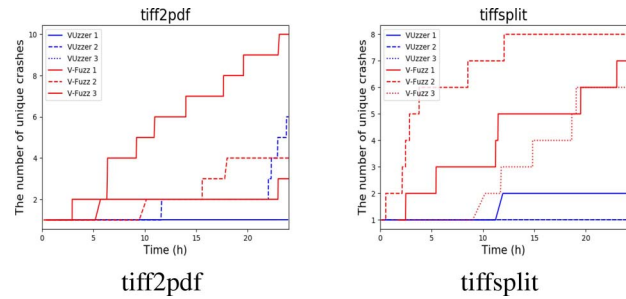 tiff2pdf
The number of unique crashes
10
8
6
4
2
VUzzer 1
VUzzer 2
VUzzer 3
V-Fuzz 1
V-Fuzz 2
V-Fuzz 3
0 5 10 15 20
Time (h)
tiff2pdf
tiffsplit
The number of unique crashes
8
7
6
5
4
3
2
1
VUzzer 1
VUzzer 2
VUzzer 3
V-Fuzz 1
V-Fuzz 2
V-Fuzz 3
0 5 10 15 20
Time (h)
tiffsplit